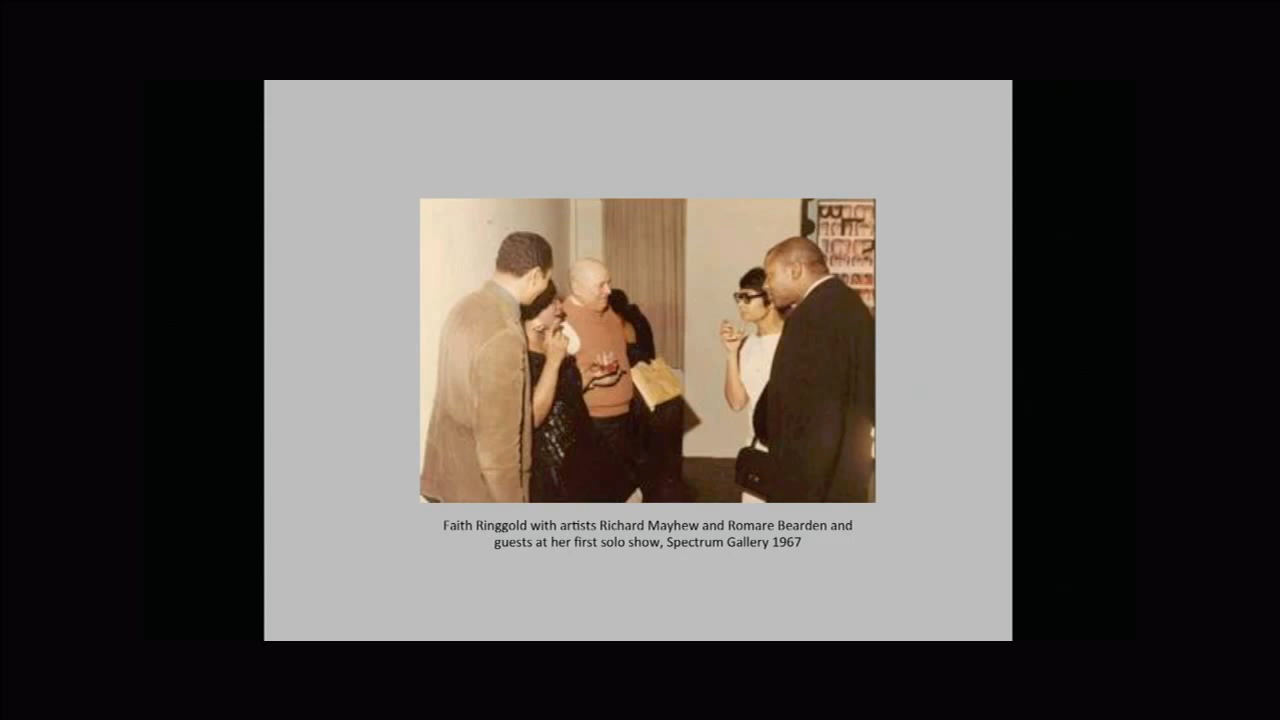 Faith Ringgold with artists Richard Mayhew and Romare Bearden and
guests at her first solo show, Spectrum Gallery 1967